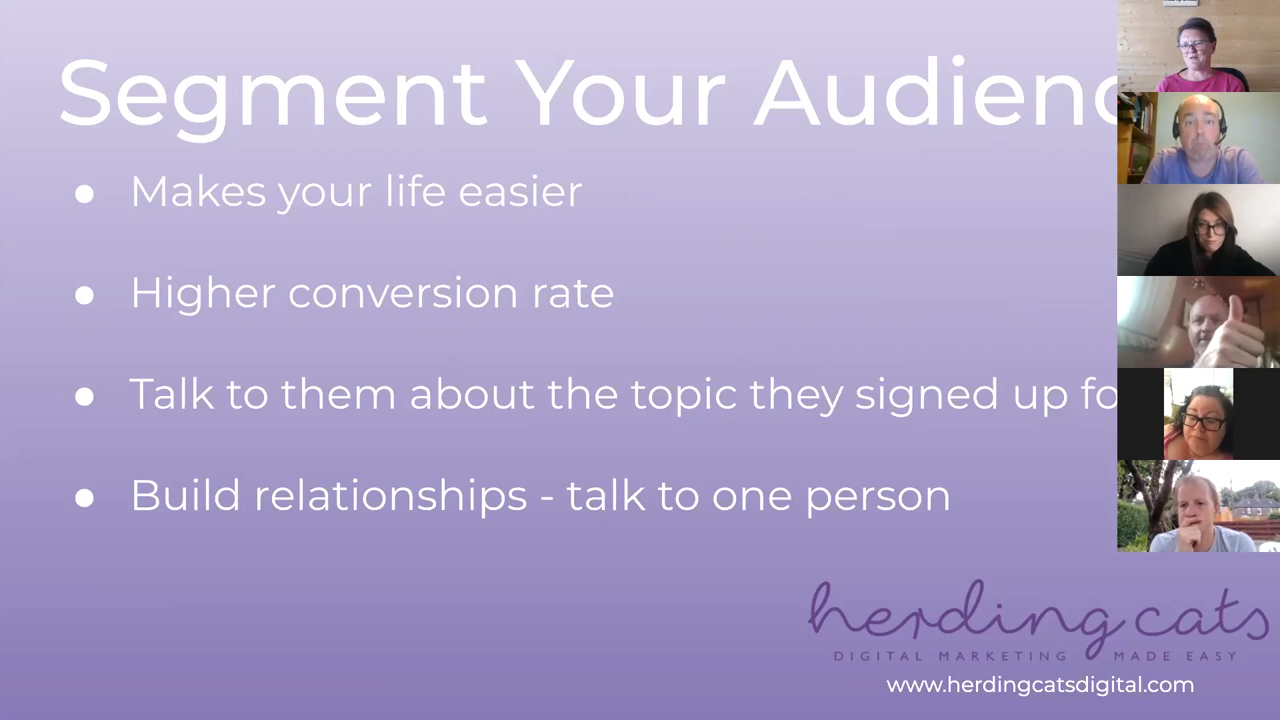 Segment Your Audienc
● Makes your life easier
● Higher conversion rate
● Talk to them about the topic they signed up fo
● Build relationships - talk to one person
herding cats
DIGITAL MARKETING MADE EASY
www.herdingcatsdigital.com